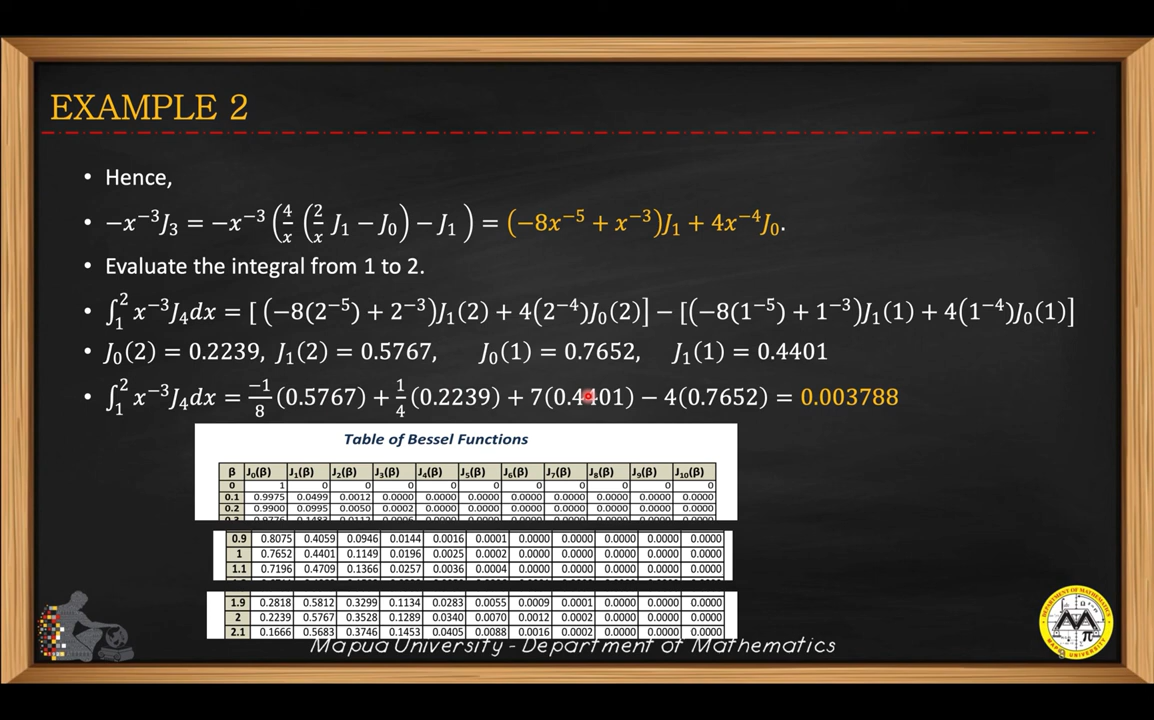 EXAMPLE 2
• Hence,
• −x⁻³J₃ = −x⁻³(4/x (2/x J₁ − J₀) − J₁) = (−8x⁻⁵ + x⁻³)J₁ + 4x⁻⁴J₀.
• Evaluate the integral from 1 to 2.
• ∫₁² x⁻³J₄dx = [ (−8(2⁻⁵) + 2⁻³)J₁(2) + 4(2⁻⁴)J₀(2)] − [(−8(1⁻⁵) + 1⁻³)J₁(1) + 4(1⁻⁴)J₀(1)]
• J₀(2) = 0.2239, J₁(2) = 0.5767, J₀(1) = 0.7652, J₁(1) = 0.4401
• ∫₁² x⁻³J₄dx = −1/8 (0.5767) + 1/4 (0.2239) + 7(0.4401) − 4(0.7652) = 0.003788
Table of Bessel Functions
β J₀(β) J₁(β) J₂(β) J₃(β) J₄(β) J₅(β) J₆(β) J₇(β) J₈(β) J₉(β) J₁₀(β)
0 1 0 0 0 0 0 0 0 0 0 0
0.1 0.9975 0.0499 0.0012 0.0000 0.0000 0.0000 0.0000 0.0000 0.0000 0.0000 0.0000
0.2 0.9900 0.0995 0.0050 0.0002 0.0000 0.0000 0.0000 0.0000 0.0000 0.0000 0.0000
0.9 0.8075 0.4059 0.0946 0.0144 0.0016 0.0001 0.0000 0.0000 0.0000 0.0000 0.0000
1 0.7652 0.4401 0.1149 0.0196 0.0025 0.0002 0.0000 0.0000 0.0000 0.0000 0.0000
1.1 0.7196 0.4709 0.1366 0.0257 0.0036 0.0004 0.0000 0.0000 0.0000 0.0000 0.0000
1.9 0.2818 0.5812 0.3299 0.1134 0.0283 0.0055 0.0009 0.0001 0.0000 0.0000 0.0000
2 0.2239 0.5767 0.3528 0.1289 0.0340 0.0070 0.0012 0.0002 0.0000 0.0000 0.0000
2.1 0.1666 0.5683 0.3746 0.1453 0.0405 0.0088 0.0016 0.0002 0.0000 0.0000 0.0000
Mapua University - Department of Mathematics
DEPARTMENT OF MATHEMATICS
MA
π